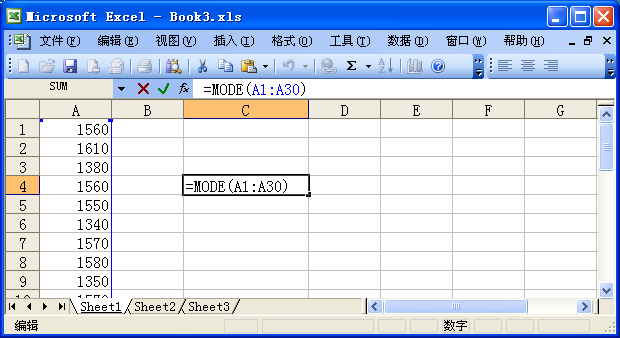 Microsoft Excel - Book3.xls
文件(F) 编辑(E) 视图(V) 插入(I) 格式(O) 工具(T) 数据(D) 窗口(W) 帮助(H)
SUM =MODE(A1:A30)
A B C D E F G
1 1560
2 1610
3 1380
4 1560 =MODE(A1:A30)
5 1550
6 1340
7 1570
8 1580
9 1350
Sheet1 Sheet2 Sheet3
编辑 数字